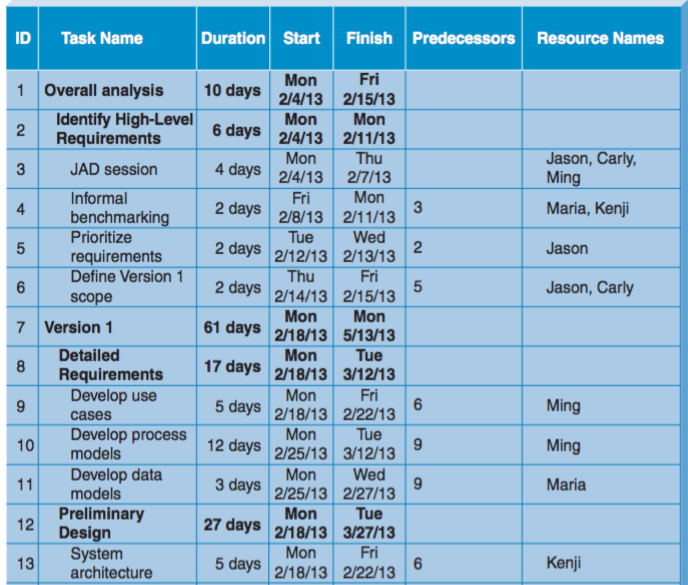 ID Task Name Duration Start Finish Predecessors Resource Names
1 Overall analysis 10 days Mon 2/4/13 Fri 2/15/13
2 Identify High-Level Requirements 6 days Mon 2/4/13 Mon 2/11/13
3 JAD session 4 days Mon 2/4/13 Thu 2/7/13 Jason, Carly, Ming
4 Informal benchmarking 2 days Fri 2/8/13 Mon 2/11/13 3 Maria, Kenji
5 Prioritize requirements 2 days Tue 2/12/13 Wed 2/13/13 2 Jason
6 Define Version 1 scope 2 days Thu 2/14/13 Fri 2/15/13 5 Jason, Carly
7 Version 1 61 days Mon 2/18/13 Mon 5/13/13
8 Detailed Requirements 17 days Mon 2/18/13 Tue 3/12/13
9 Develop use cases 5 days Mon 2/18/13 Fri 2/22/13 6 Ming
10 Develop process models 12 days Mon 2/25/13 Tue 3/12/13 9 Ming
11 Develop data models 3 days Mon 2/25/13 Wed 2/27/13 9 Maria
12 Preliminary Design 27 days Mon 2/18/13 Tue 3/27/13
13 System architecture 5 days Mon 2/18/13 Fri 2/22/13 6 Kenji